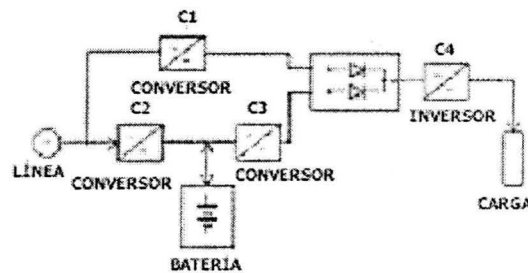 C1
CONVERSOR
C2
CONVERSOR
C3
CONVERSOR
C4
INVERSOR
LÍNEA
BATERÍA
CARGA